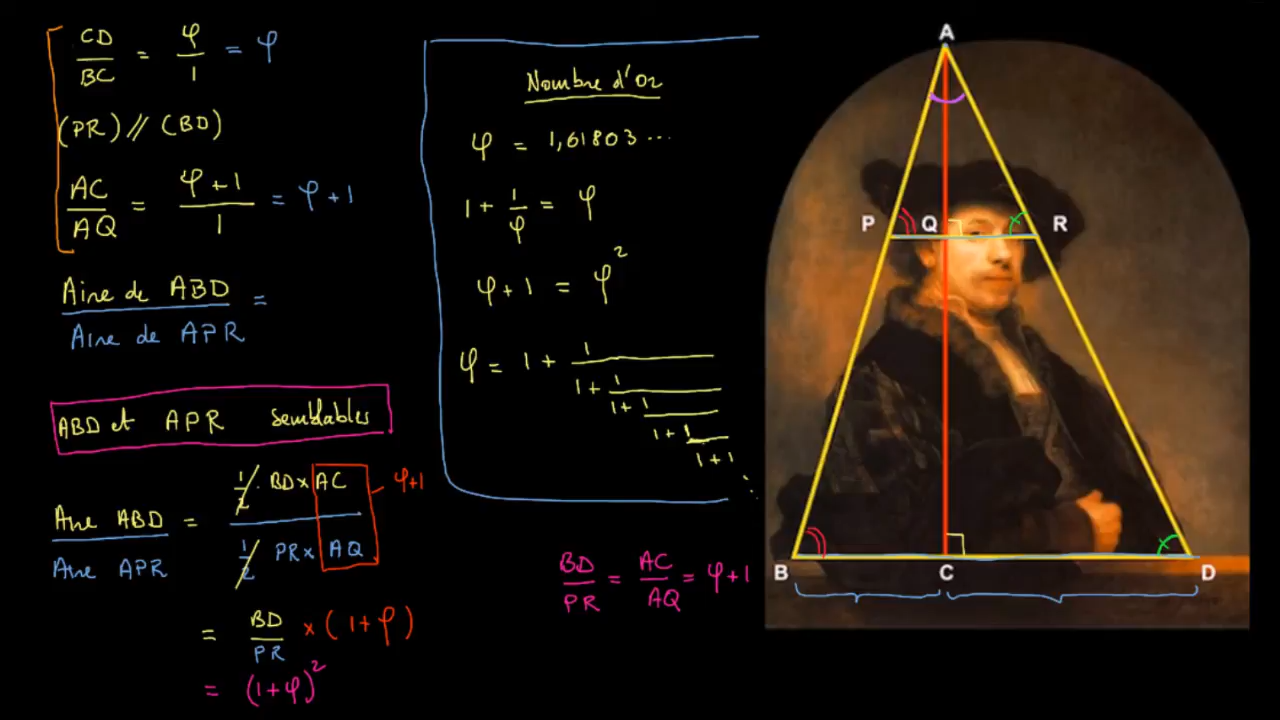 CD/BC = φ/1 = φ
(PR) // (BD)
AC/AQ = φ+1/1 = φ+1
Aire de ABD/Aire de APR =
ABD et APR semblables
Aire ABD/Aire APR = 1/2 . BD × AC / 1/2 PR × AQ φ+1
= BD/PR × (1+φ)
= (1+φ)²
Nombre d'Or
φ = 1,61803...
1 + 1/φ = φ
φ+1 = φ²
φ = 1 + 1
1 + 1
1 + 1
1 + 1
1 + 1
BD/PR = AC/AQ = φ+1
A
P Q R
B C D